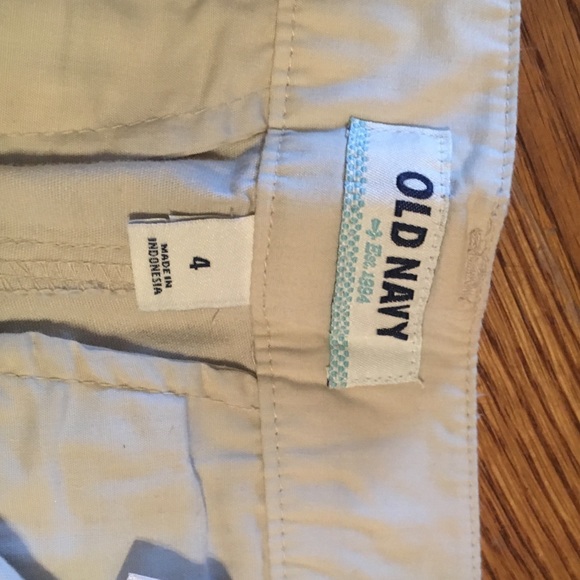 OLD NAVY
Est. 1994
4
MADE IN
INDONESIA